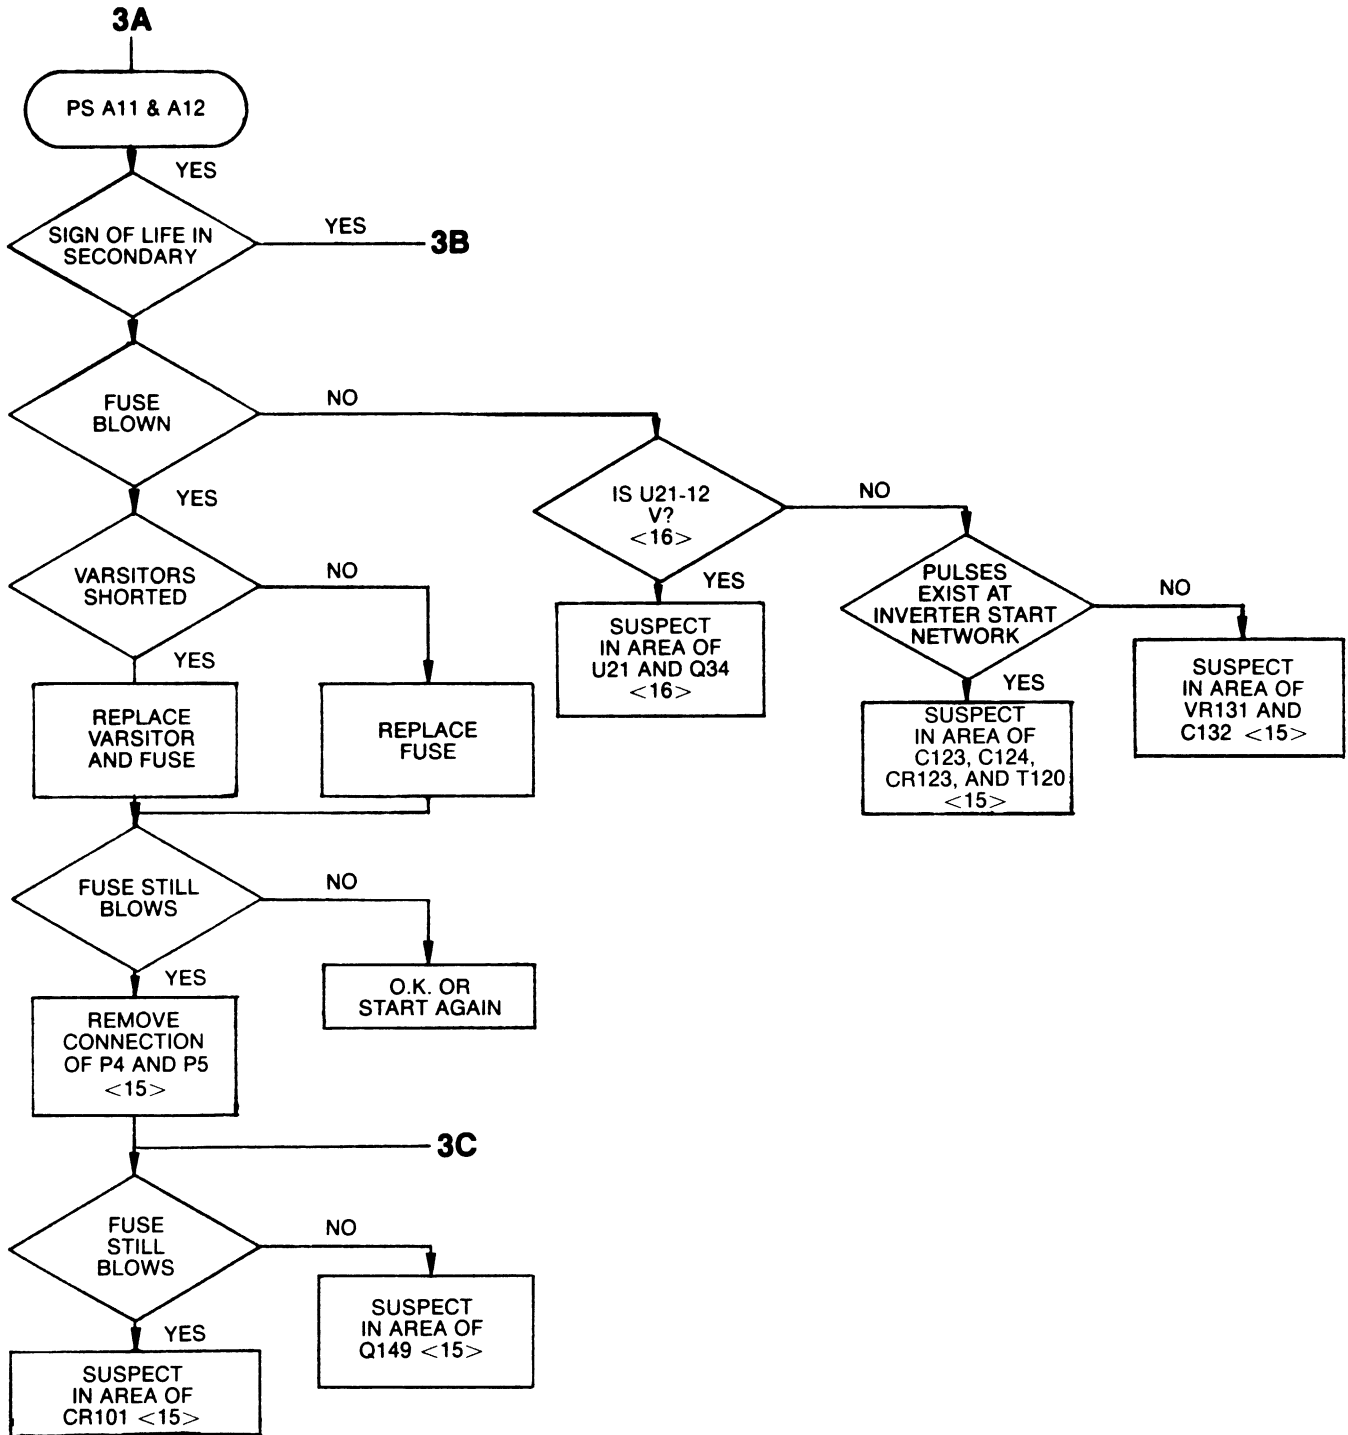 3A
PS A11 & A12
YES
SIGN OF LIFE IN
SECONDARY
YES
3B
FUSE
BLOWN
NO
YES
IS U21-12
V?
<16>
NO
YES
SUSPECT
IN AREA OF
U21 AND Q34
<16>
PULSES
EXIST AT
INVERTER START
NETWORK
NO
YES
SUSPECT
IN AREA OF
C123, C124,
CR123, AND T120
<15>
SUSPECT
IN AREA OF
VR131 AND
C132 <15>
VARSITORS
SHORTED
NO
YES
REPLACE
VARSITOR
AND FUSE
REPLACE
FUSE
FUSE STILL
BLOWS
NO
YES
O.K. OR
START AGAIN
REMOVE
CONNECTION
OF P4 AND P5
<15>
3C
FUSE
STILL
BLOWS
NO
YES
SUSPECT
IN AREA OF
Q149 <15>
SUSPECT
IN AREA OF
CR101 <15>